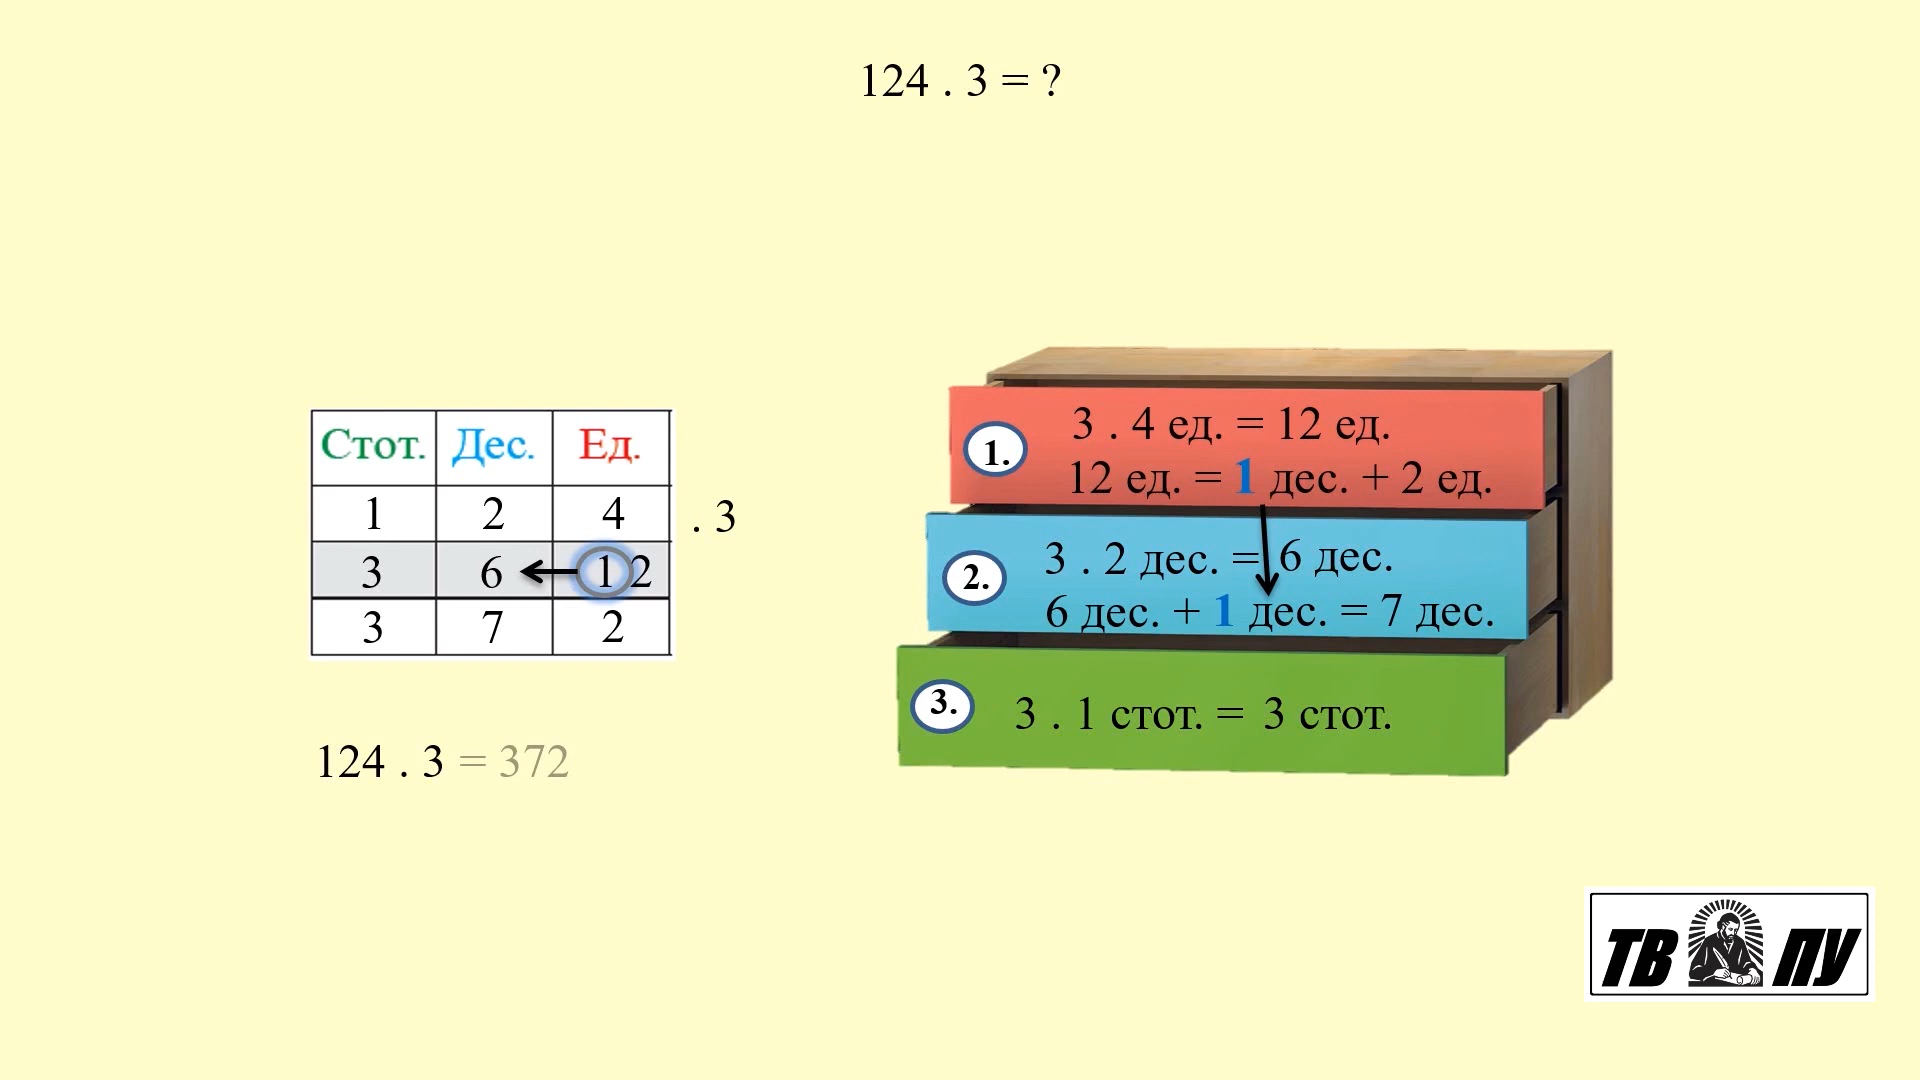 124 . 3 = ?
Стот. Дес. Ед.
1 2 4 . 3
3 6 1 2
3 7 2
124 . 3 = 372
1. 3 . 4 ед. = 12 ед.
12 ед. = 1 дес. + 2 ед.
2. 3 . 2 дес. = 6 дес.
6 дес. + 1 дес. = 7 дес.
3. 3 . 1 стот. = 3 стот.
ТВ ПУ